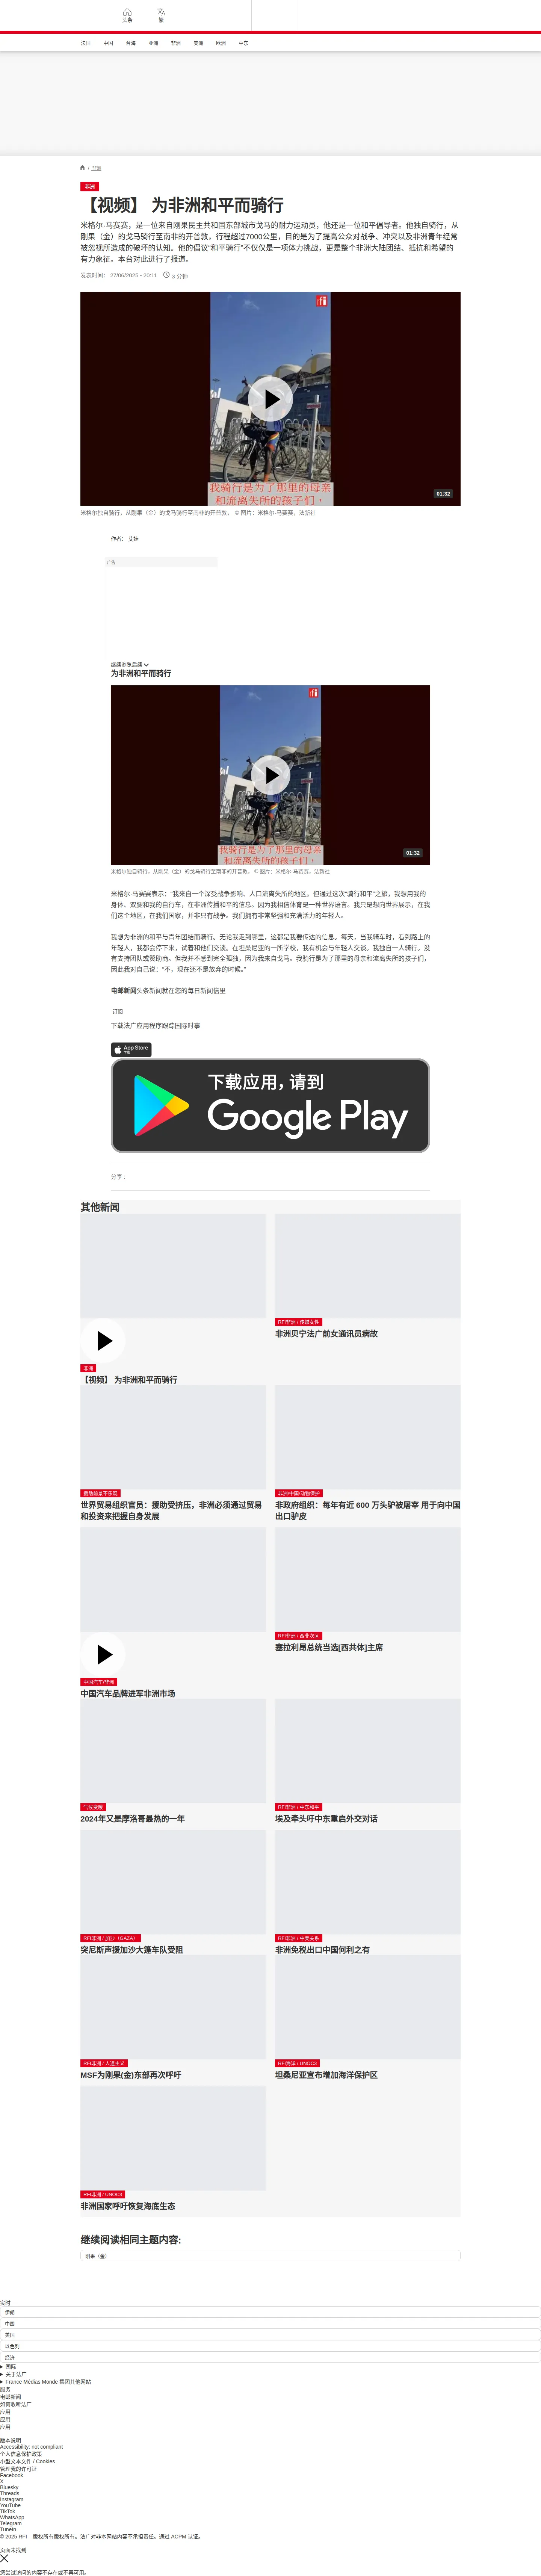 头条
繁
法国 中国 台海 亚洲 非洲 美洲 欧洲 中东
/ 非洲
非洲
【视频】 为非洲和平而骑行
米格尔·马赛赛，是一位来自刚果民主共和国东部城市戈马的耐力运动员，他还是一位和平倡导者。他独自骑行，从
刚果（金）的戈马骑行至南非的开普敦，行程超过7000公里，目的是为了提高公众对战争、冲突以及非洲青年经常
被忽视所造成的破坏的认知。他的倡议“和平骑行”不仅仅是一项体力挑战，更是整个非洲大陆团结、抵抗和希望的
有力象征。本台对此进行了报道。
发表时间： 27/06/2025 - 20:11 3 分钟
rfi
我骑行是为了那里的母亲
和流离失所的孩子们，
01:32
米格尔独自骑行，从刚果（金）的戈马骑行至南非的开普敦。 © 图片：米格尔·马赛赛，法新社
作者： 艾娃
广告
继续浏览后续
为非洲和平而骑行
rfi
我骑行是为了那里的母亲
和流离失所的孩子们，
01:32
米格尔独自骑行，从刚果（金）的戈马骑行至南非的开普敦。 © 图片：米格尔·马赛赛，法新社
米格尔·马赛赛表示：“我来自一个深受战争影响、人口流离失所的地区。但通过这次“骑行和平”之旅，我想用我的
身体、双腿和我的自行车，在非洲传播和平的信息。因为我相信体育是一种世界语言。我只是想向世界展示，在我
们这个地区，在我们国家，并非只有战争。我们拥有非常坚强和充满活力的年轻人。
我想为非洲的和平与青年团结而骑行。无论我走到哪里，这都是我要传达的信息。每天，当我骑车时，看到路上的
年轻人，我都会停下来，试着和他们交谈。在坦桑尼亚的一所学校，我有机会与年轻人交谈。我独自一人骑行。没
有支持团队或赞助商。但我并不感到完全孤独，因为我来自戈马。我骑行是为了那里的母亲和流离失所的孩子们，
因此我对自己说：“不，现在还不是放弃的时候。”
电邮新闻头条新闻就在您的每日新闻信里
订阅
下载法广应用程序跟踪国际时事
App Store
下载
下载应用，请到
Google Play
分享 :
其他新闻
非洲
【视频】 为非洲和平而骑行
RFI非洲 / 传媒女性
非洲贝宁法广前女通讯员病故
援助前景不乐观
世界贸易组织官员：援助受挤压，非洲必须通过贸易
和投资来把握自身发展
非洲/中国/动物保护
非政府组织：每年有近 600 万头驴被屠宰 用于向中国
出口驴皮
中国汽车/非洲
中国汽车品牌进军非洲市场
RFI非洲 / 西非次区
塞拉利昂总统当选[西共体]主席
气候变暖
2024年又是摩洛哥最热的一年
RFI非洲 / 中东和平
埃及牵头吁中东重启外交对话
RFI非洲 / 加沙（GAZA）
突尼斯声援加沙大篷车队受阻
RFI非洲 / 中美关系
非洲免税出口中国何利之有
RFI非洲 / 人道主义
MSF为刚果(金)东部再次呼吁
RFI海洋 / UNOC3
坦桑尼亚宣布增加海洋保护区
RFI非洲 / UNOC3
非洲国家呼吁恢复海底生态
继续阅读相同主题内容:
刚果（金）
实时
伊朗
中国
美国
以色列
经济
国际
关于法广
France Médias Monde 集团其他网站
服务
电邮新闻
如何收听法广
应用
应用
应用
版本说明
Accessibility: not compliant
个人信息保护政策
小型文本文件 / Cookies
管理我的许可证
Facebook
X
Bluesky
Threads
Instagram
YouTube
TikTok
WhatsApp
Telegram
TuneIn
© 2025 RFI – 版权所有版权所有。法广对非本网站内容不承担责任。通过 ACPM 认证。
页面未找到
您尝试访问的内容不存在或不再可用。